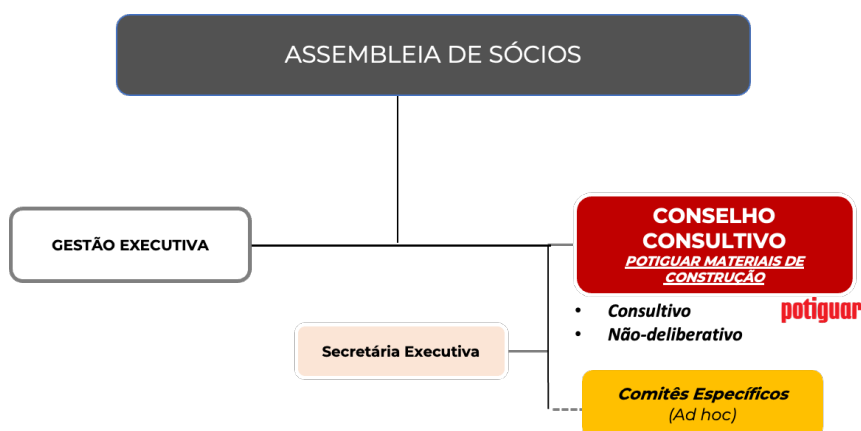 ASSEMBLEIA DE SÓCIOS
GESTÃO EXECUTIVA
CONSELHO
CONSULTIVO
POTIGUAR MATERIAIS DE
CONSTRUÇÃO
potiguar
• Consultivo
• Não-deliberativo
Secretária Executiva
Comitês Específicos
(Ad hoc)